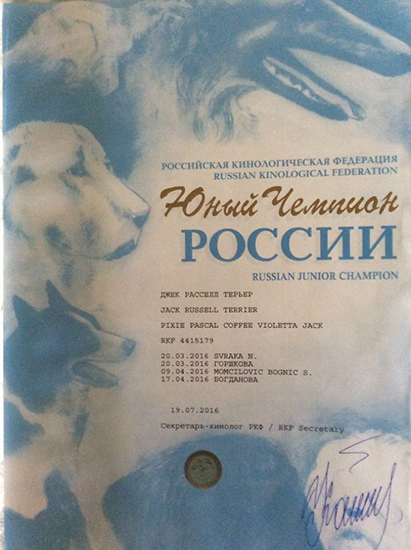 РОССИЙСКАЯ КИНОЛОГИЧЕСКАЯ ФЕДЕРАЦИЯ
RUSSIAN KINOLOGICAL FEDERATION
Юный Чемпион
РОССИИ
RUSSIAN JUNIOR CHAMPION
ДЖЕК РАССЕЛЛ ТЕРЬЕР
JACK RUSSELL TERRIER
PIXIE PASCAL COFFEE VIOLETTA JACK
RKF 4415179
20.03.2016 SVRAKA N.
20.03.2016 ГОРШКОВА
09.04.2016 MOMCILOVIC BOGNIC S.
17.04.2016 БОГДАНОВА
19.07.2016
Секретарь-кинолог РКФ / RKF Secretary